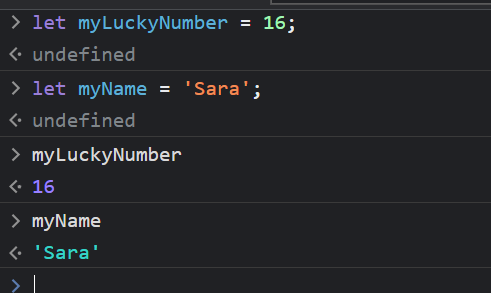 let myLuckyNumber = 16;
undefined
let myName = 'Sara';
undefined
myLuckyNumber
16
myName
'Sara'